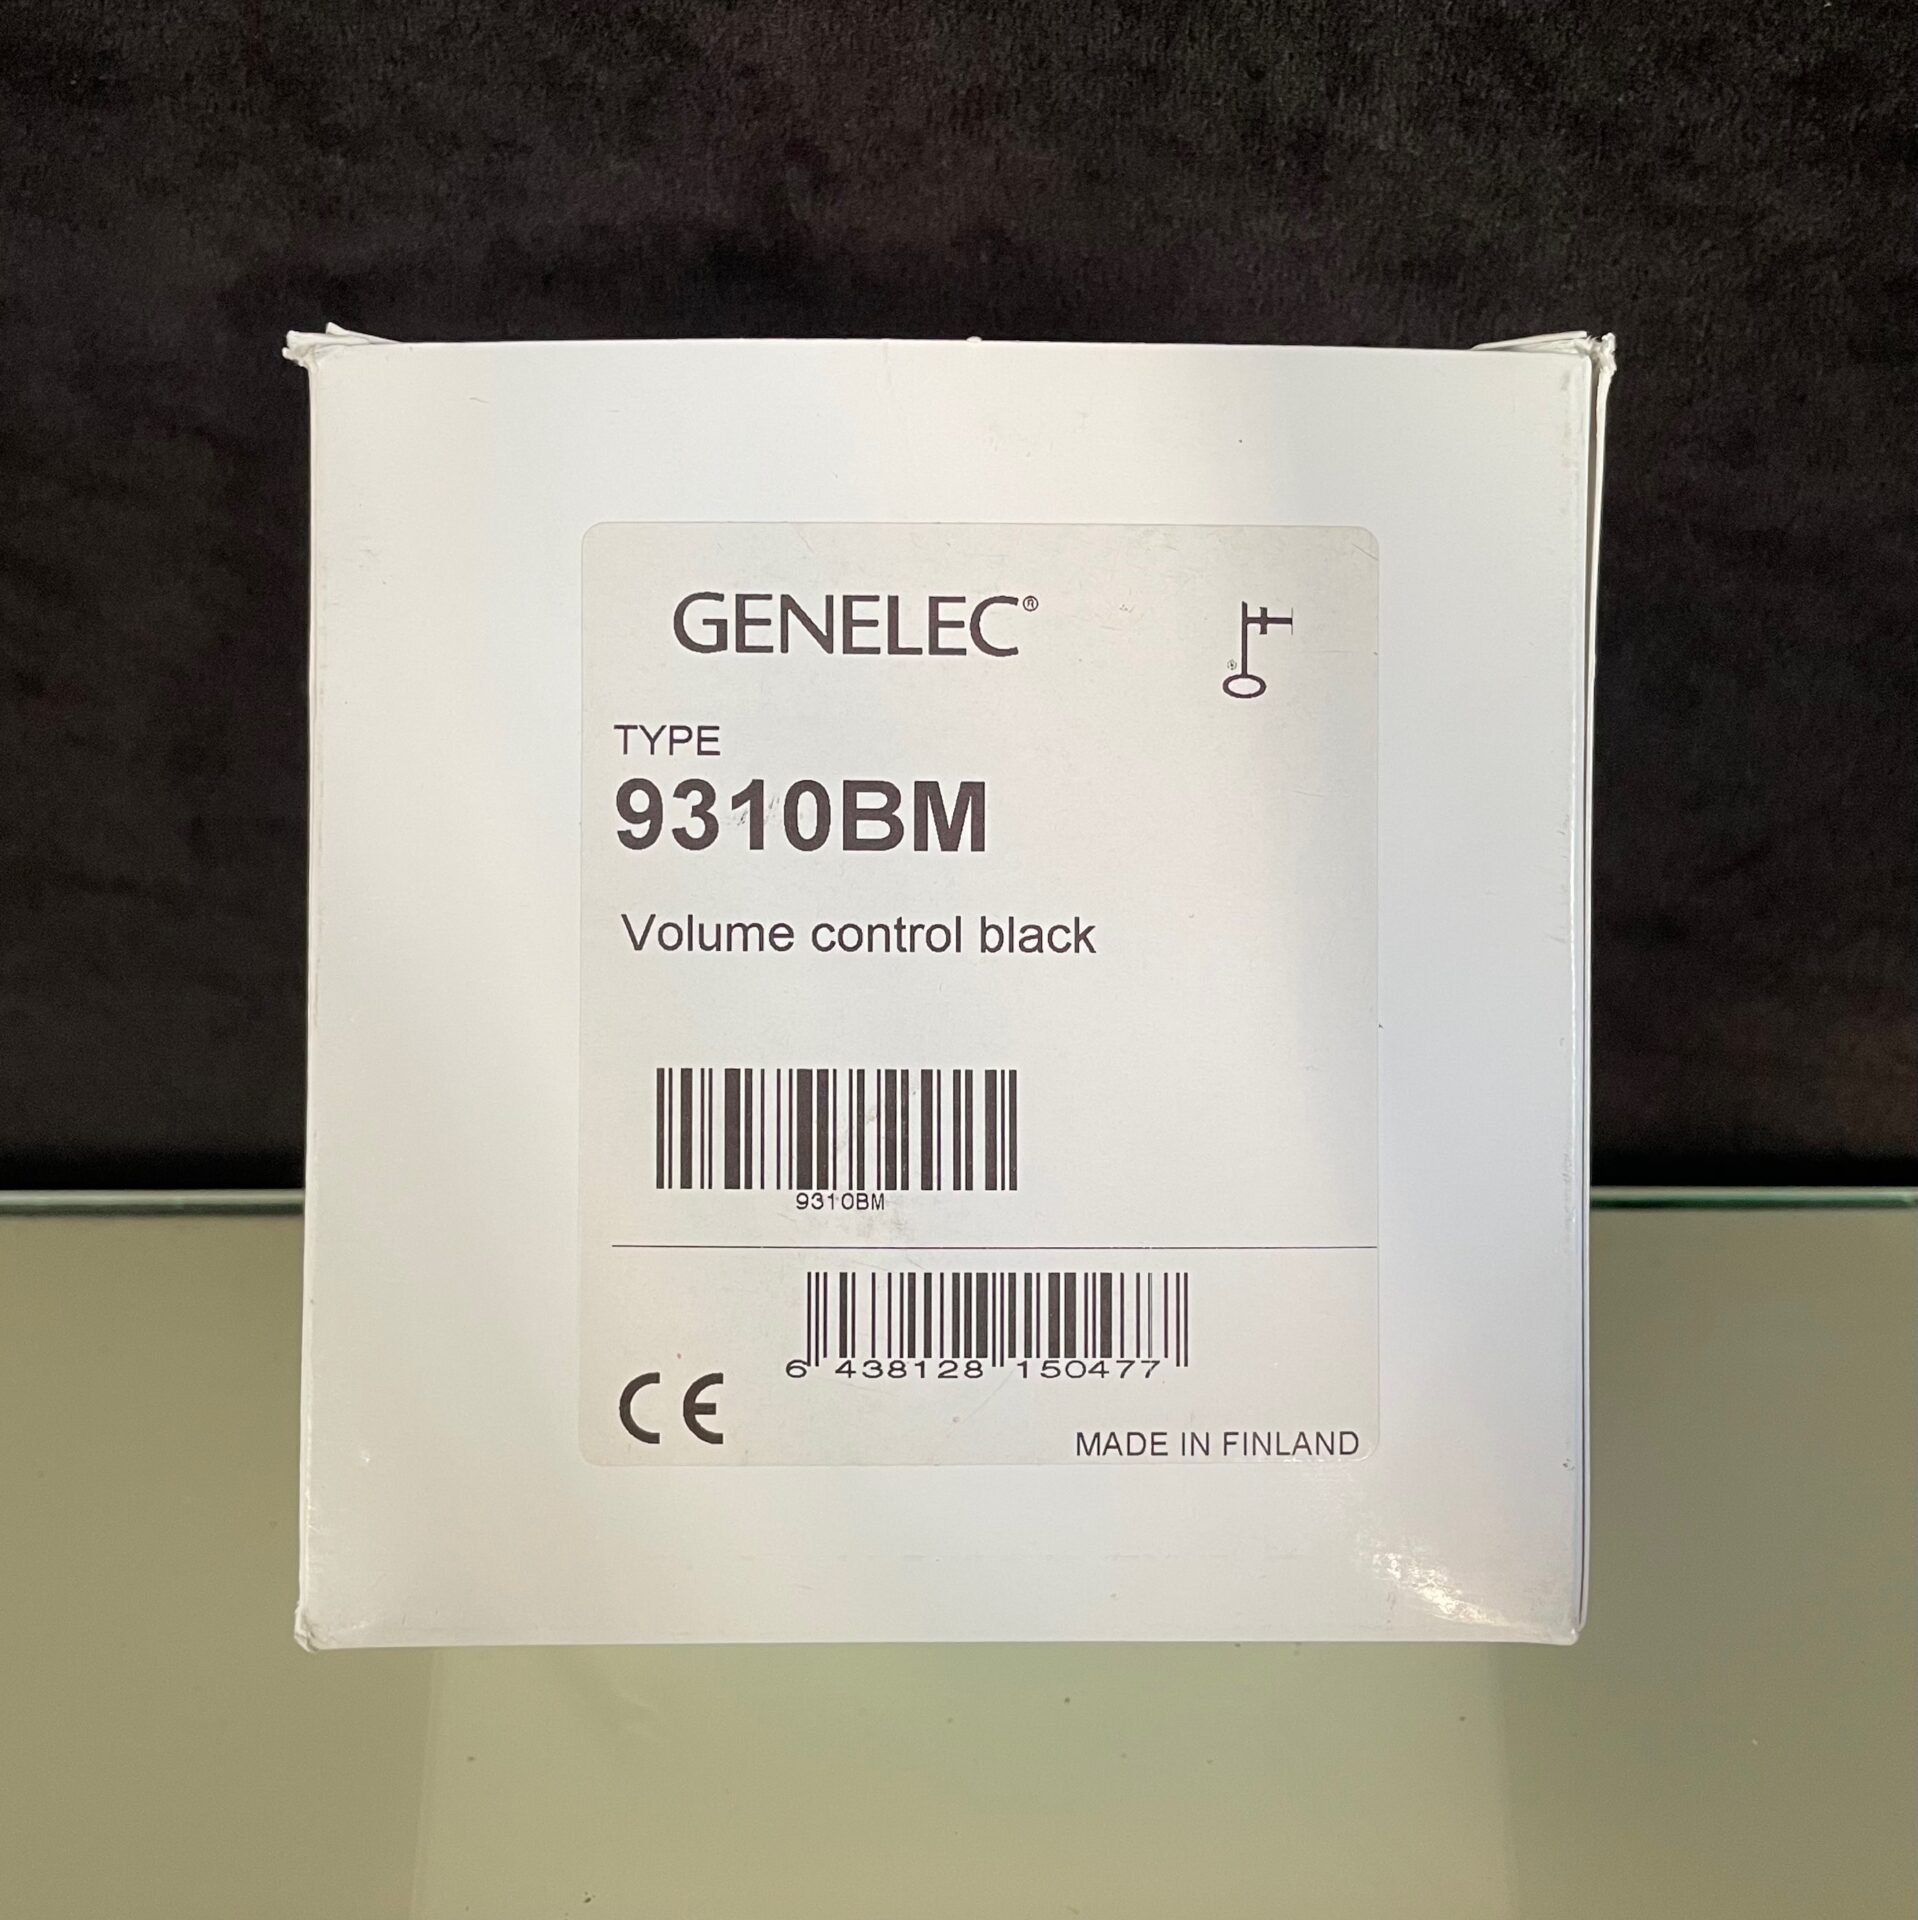 GENELEC®
TYPE
9310BM
Volume control black
9310BM
6 438128 150477
CE
MADE IN FINLAND